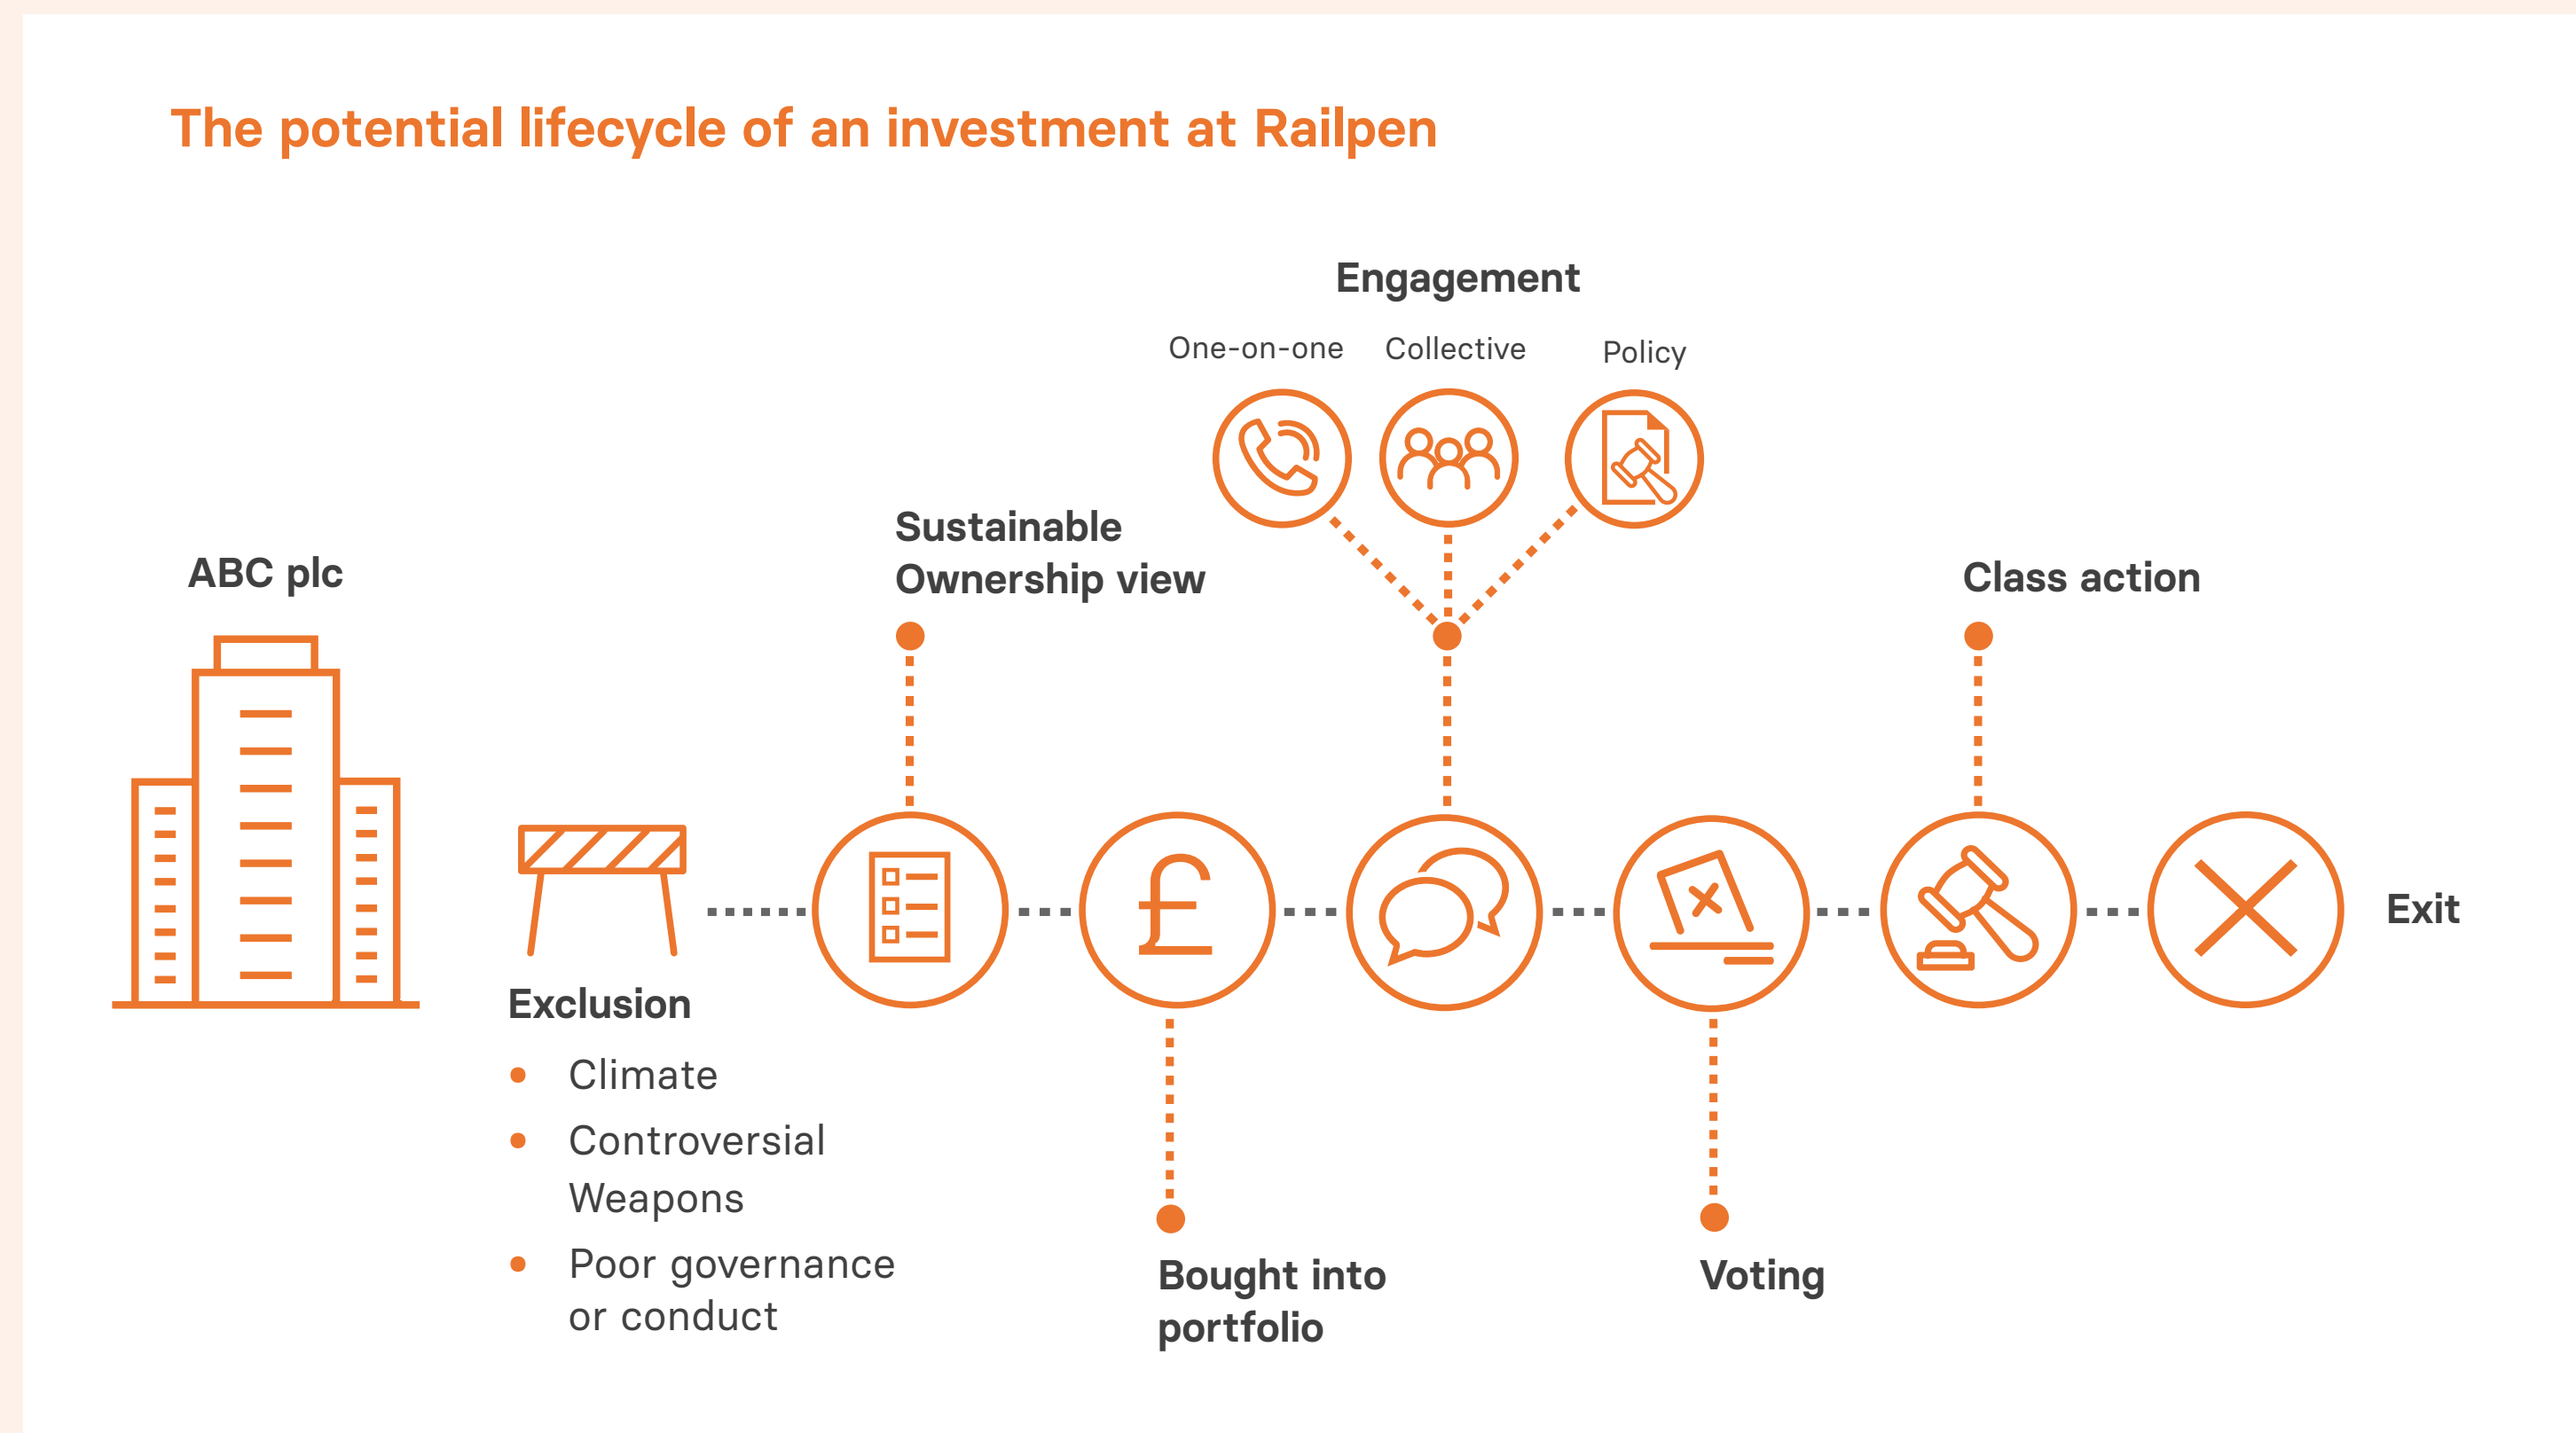 The potential lifecycle of an investment at Railpen
Engagement
One-on-one
Collective
Policy
Sustainable
Ownership view
ABC plc
Class action
Exit
Exclusion
• Climate
• Controversial
Weapons
• Poor governance
or conduct
Bought into
portfolio
Voting